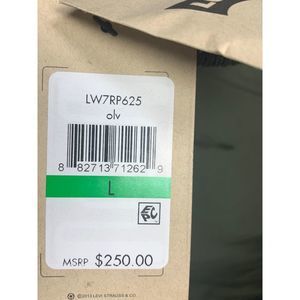 LW7RP625
olv
8 82713 71262 9
L
MSRP $250.00
©2013 LEVI STRAUSS & CO.